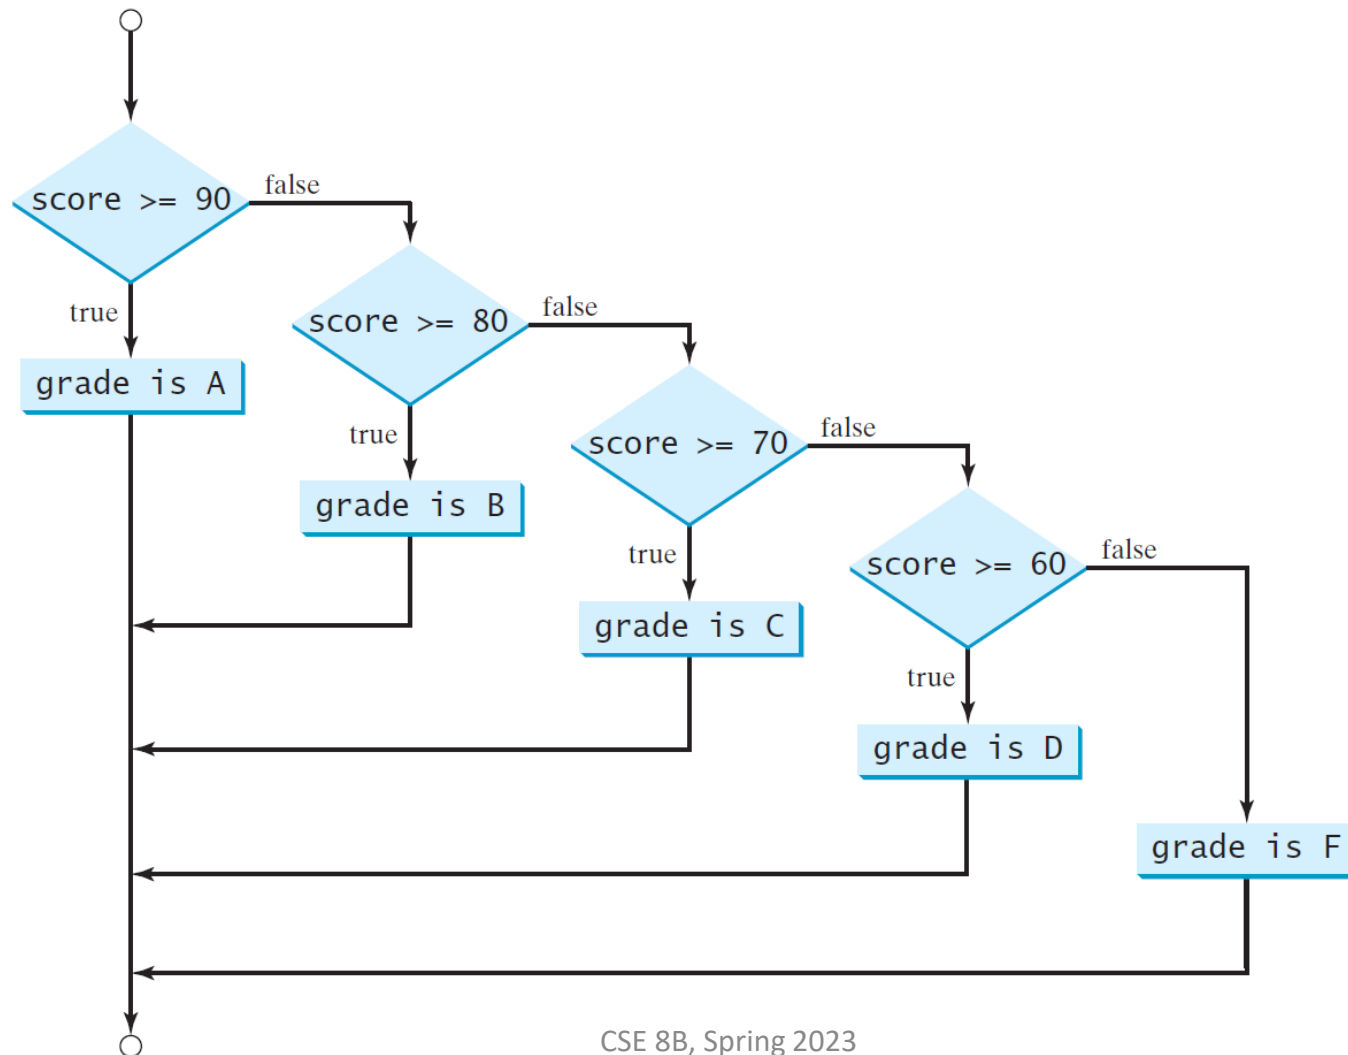 score >= 90
false
true
grade is A
score >= 80
false
true
grade is B
score >= 70
false
true
grade is C
score >= 60
false
true
grade is D
grade is F
CSE 8B, Spring 2023